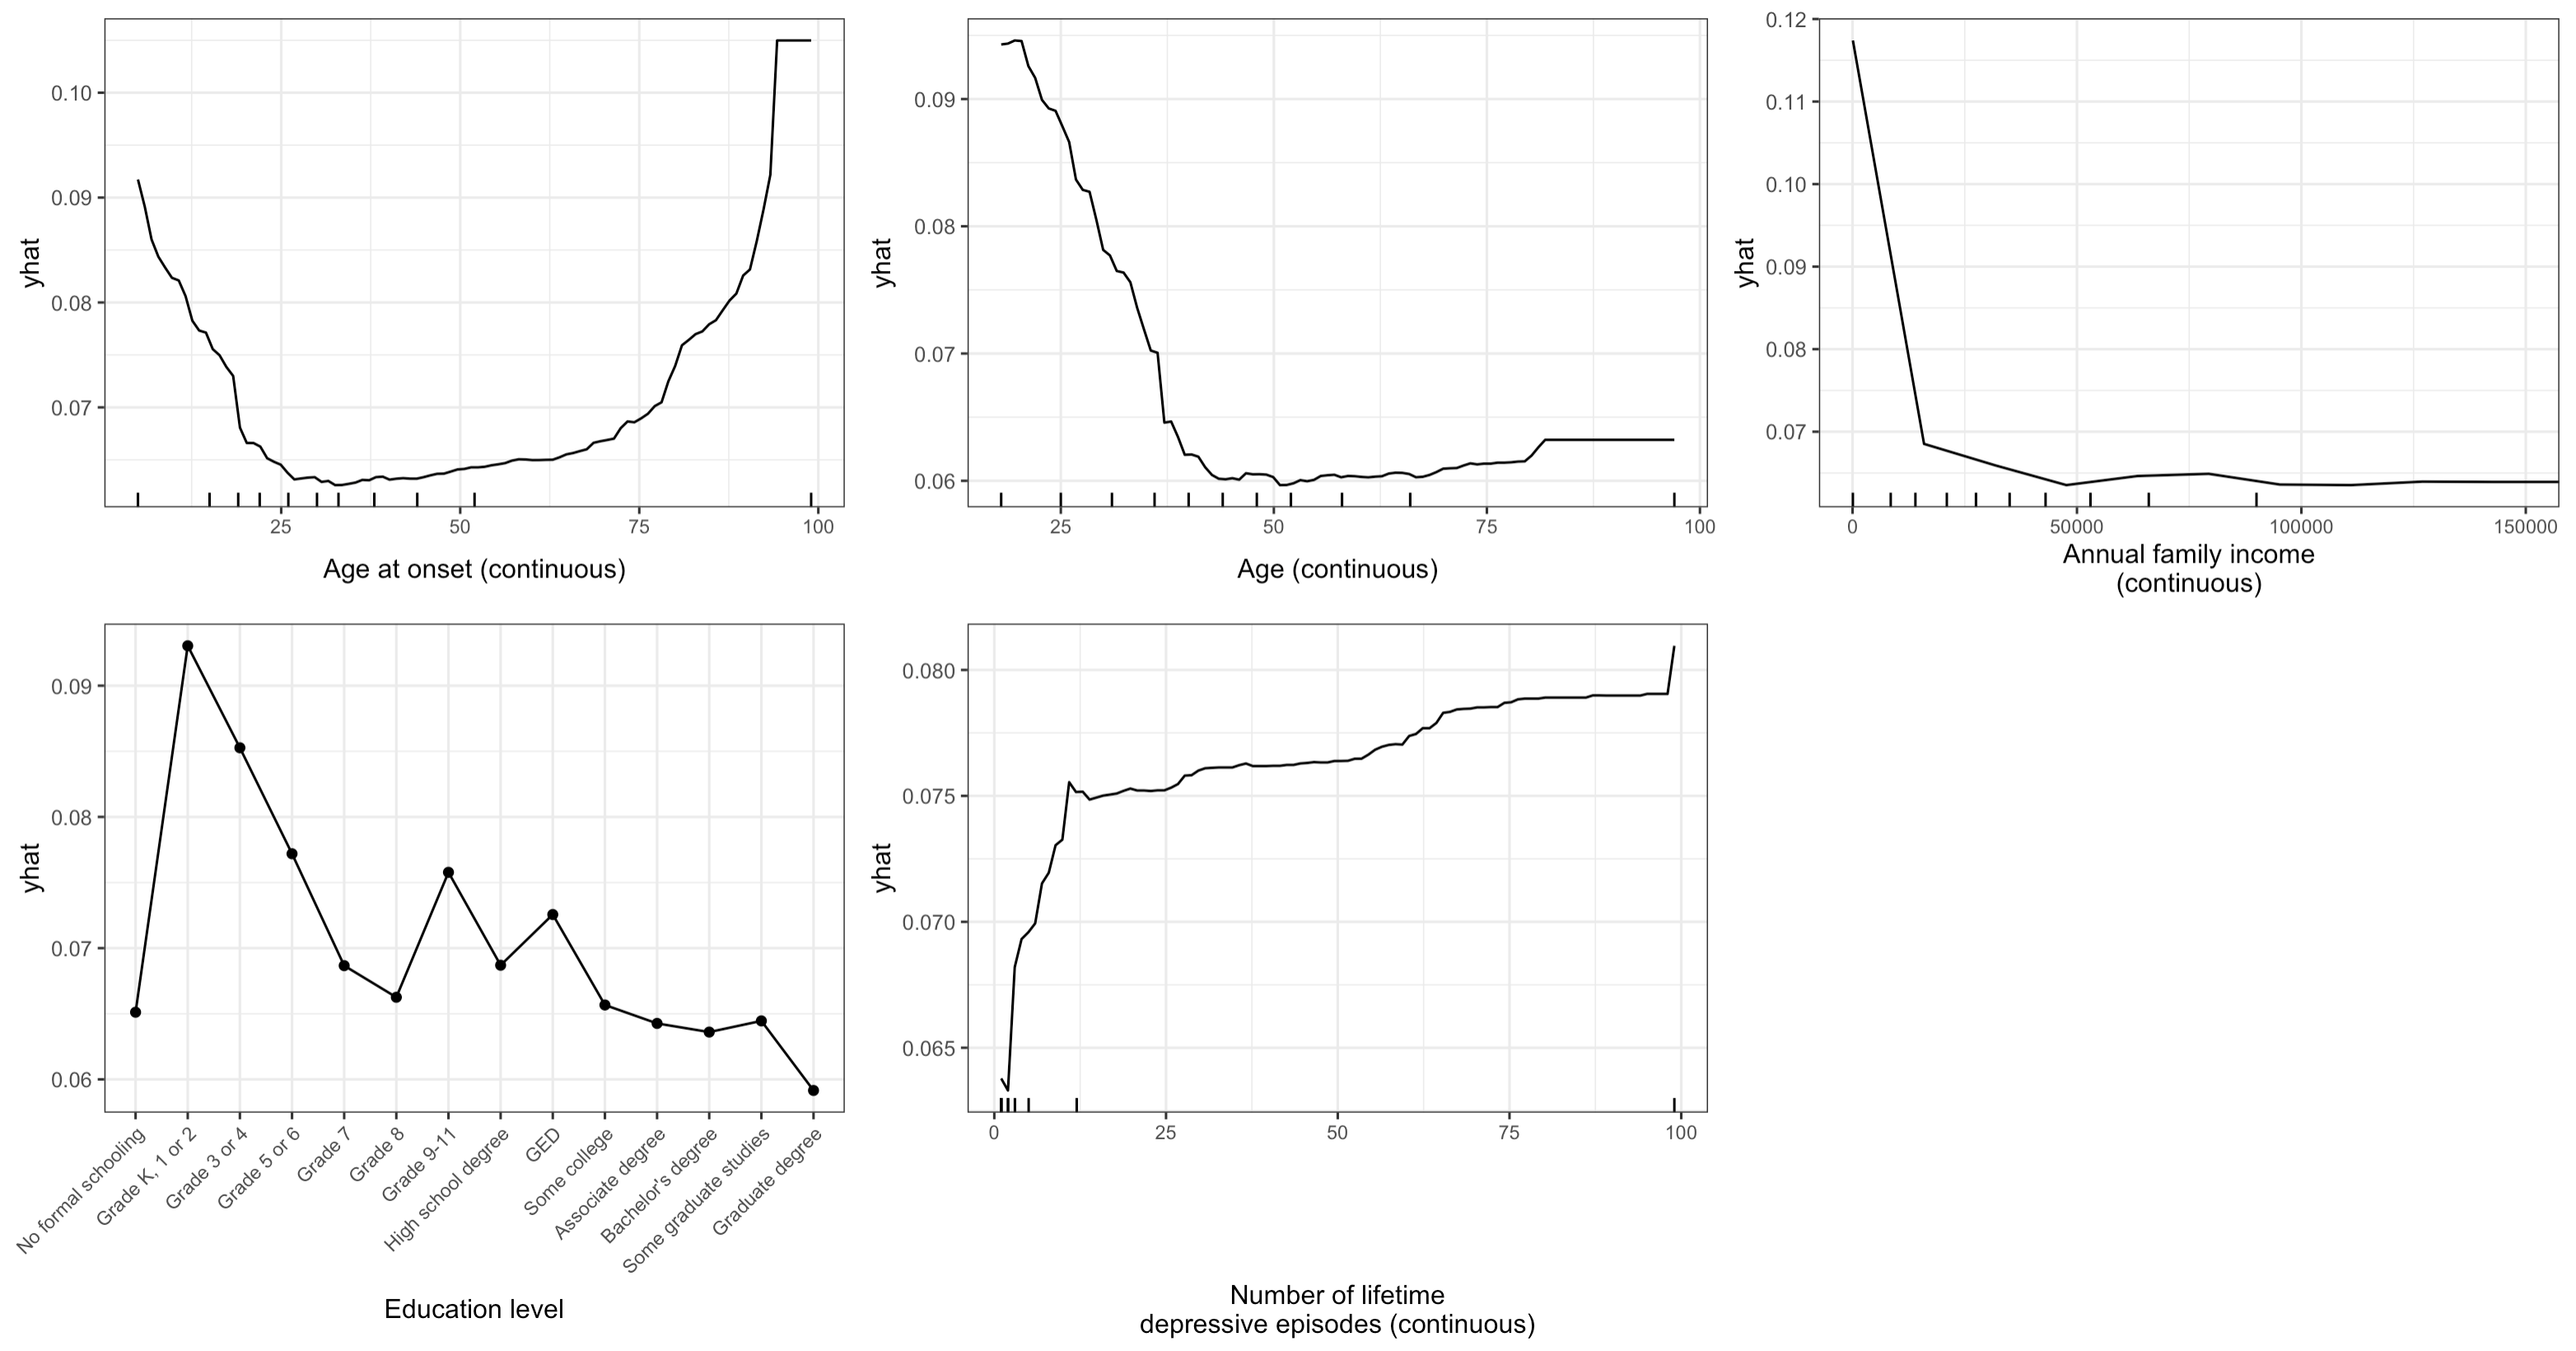 yhat
0.10
0.09
0.08
0.07
25
50
75
100
Age at onset (continuous)
yhat
0.09
0.08
0.07
0.06
25
50
75
100
Age (continuous)
yhat
0.12
0.11
0.10
0.09
0.08
0.07
0
50000
100000
150000
Annual family income
(continuous)
yhat
0.09
0.08
0.07
0.06
No formal schooling
Grade K, 1 or 2
Grade 3 or 4
Grade 5 or 6
Grade 7
Grade 8
Grade 9-11
High school degree
GED
Some college
Associate degree
Bachelor's degree
Some graduate studies
Graduate degree
Education level
yhat
0.080
0.075
0.070
0.065
0
25
50
75
100
Number of lifetime
depressive episodes (continuous)